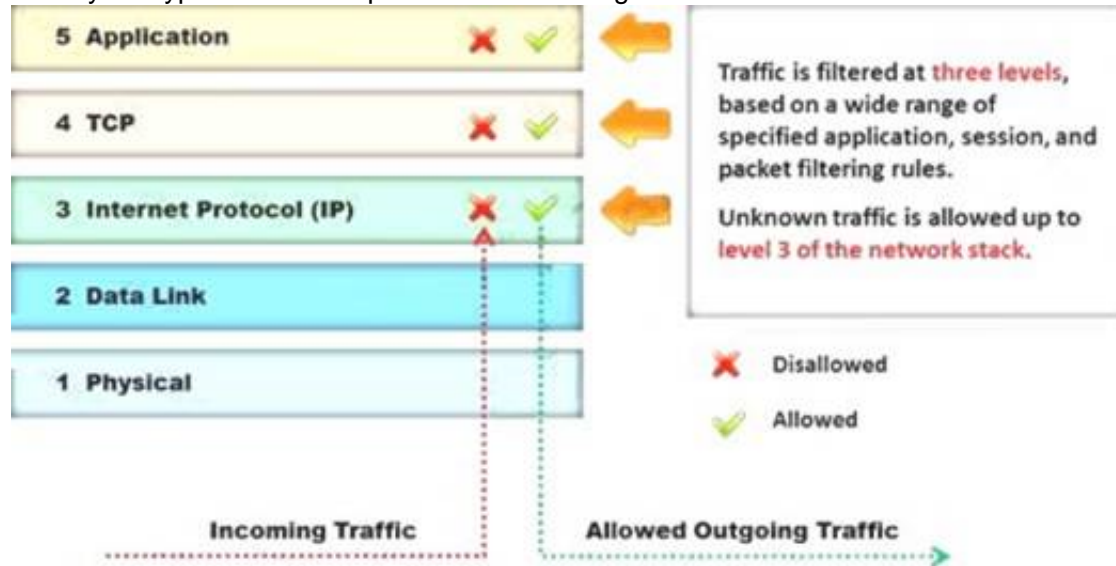 5 Application
4 TCP
3 Internet Protocol (IP)
2 Data Link
1 Physical
Traffic is filtered at three levels,
based on a wide range of
specified application, session, and
packet filtering rules.
Unknown traffic is allowed up to
level 3 of the network stack.
Disallowed
Allowed
Incoming Traffic
Allowed Outgoing Traffic